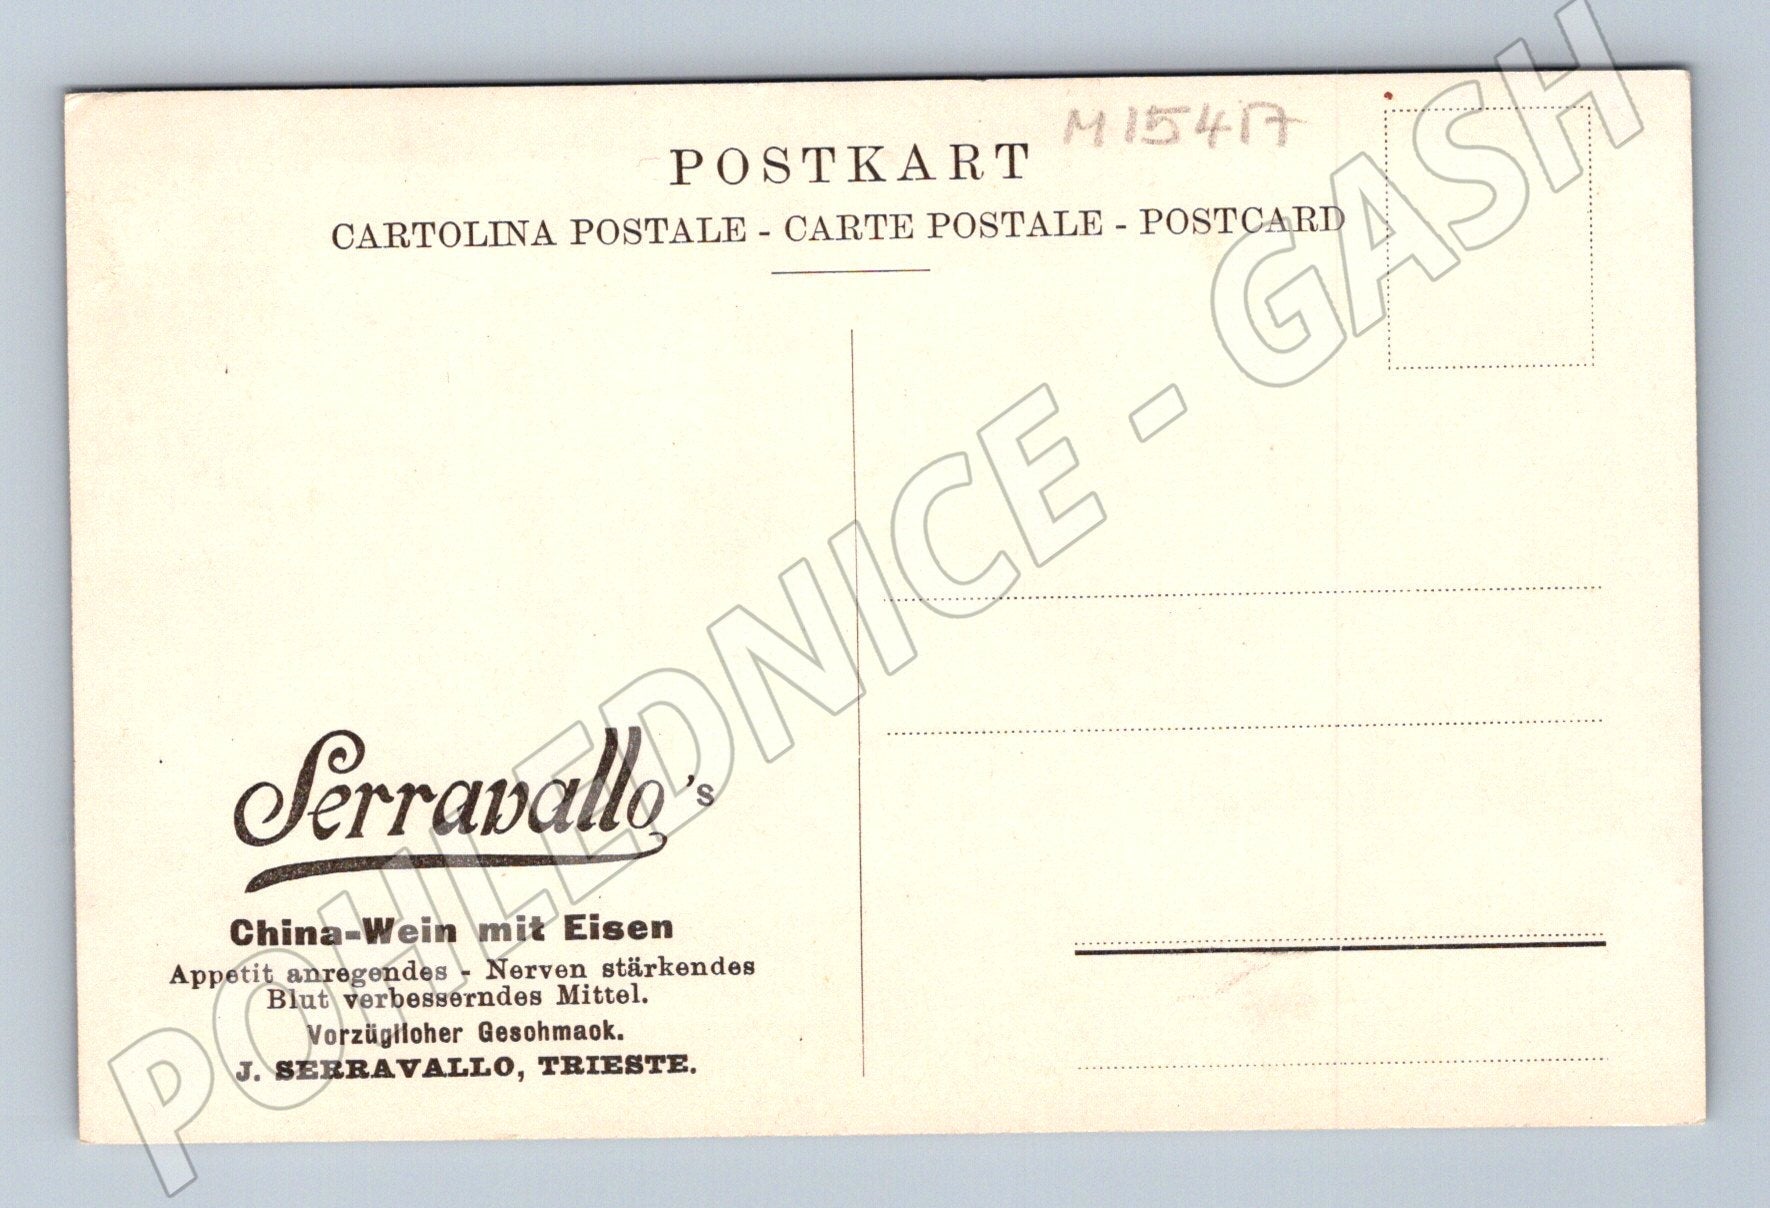 M 15417
POSTKART
CARTOLINA POSTALE - CARTE POSTALE - POSTCARD
Serravallo's
China-Wein mit Eisen
Appetit anregendes - Nerven stärkendes
Blut verbesserndes Mittel.
Vorzüglicher Geschmack.
J. SERRAVALLO, TRIESTE.
POHLEDNICE - GASH